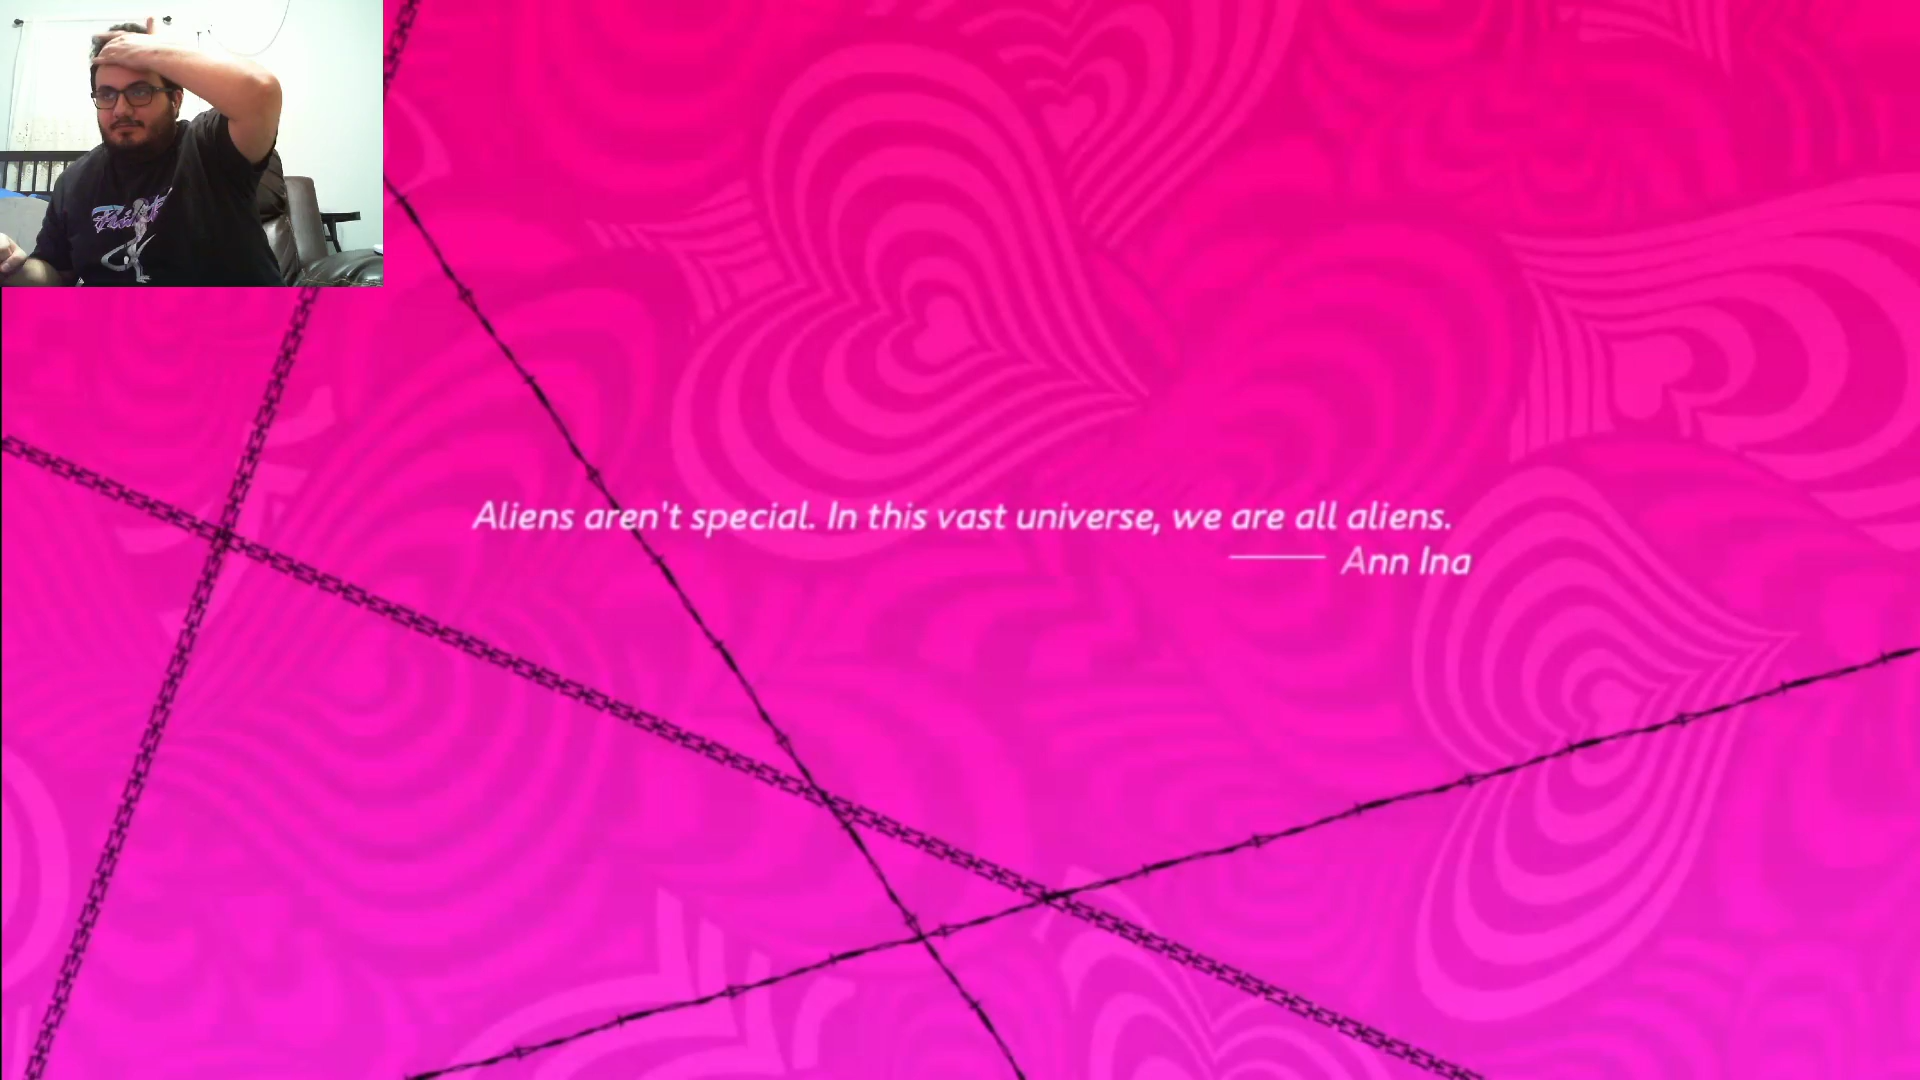 Aliens aren't special. In this vast universe, we are all aliens.
——— Ann Ina